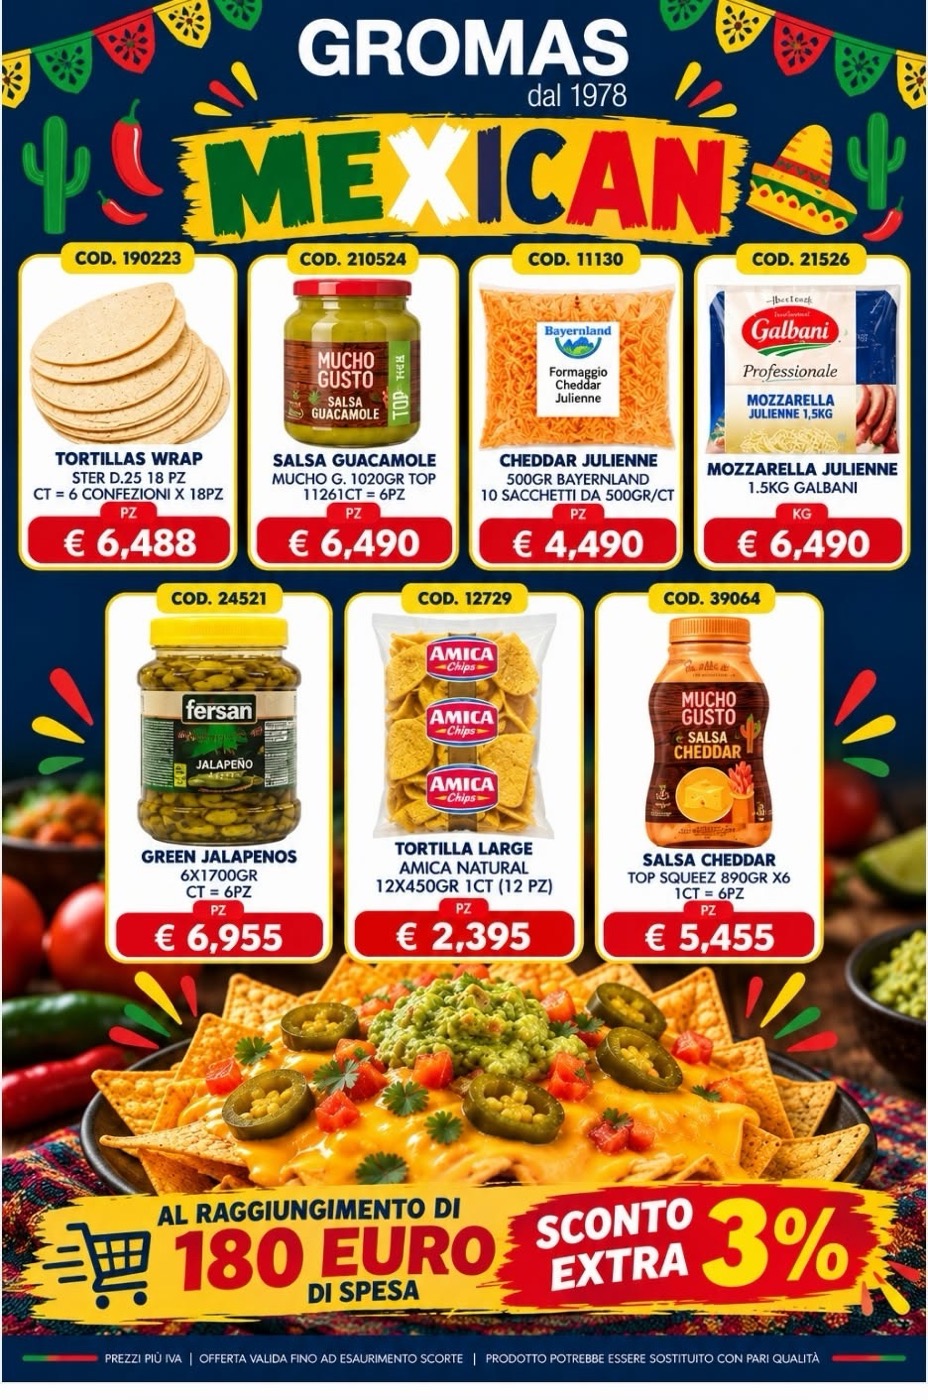 GROMAS
dal 1978
MEXICAN
COD. 190223
TORTILLAS WRAP
STER D.25 18 PZ
CT = 6 CONFEZIONI X 18PZ
PZ
€ 6,488
COD. 210524
MUCHO
GUSTO
SALSA
GUACAMOLE
TOP
SALSA GUACAMOLE
MUCHO G. 1020GR TOP
11261CT = 6PZ
PZ
€ 6,490
COD. 11130
Bayernland
Formaggio
Cheddar
Julienne
CHEDDAR JULIENNE
500GR BAYERNLAND
10 SACCHETTI DA 500GR/CT
PZ
€ 4,490
COD. 21526
Galbani
Professionale
MOZZARELLA
JULIENNE 1,5KG
MOZZARELLA JULIENNE
1.5KG GALBANI
KG
€ 6,490
COD. 24521
fersan
JALAPEÑO
GREEN JALAPENOS
6X1700GR
CT = 6PZ
PZ
€ 6,955
COD. 12729
AMICA
Chips
AMICA
Chips
AMICA
Chips
TORTILLA LARGE
AMICA NATURAL
12X450GR 1CT (12 PZ)
PZ
€ 2,395
COD. 39064
MUCHO
GUSTO
SALSA
CHEDDAR
SALSA CHEDDAR
TOP SQUEEZ 890GR X6
1CT = 6PZ
PZ
€ 5,455
AL RAGGIUNGIMENTO DI
180 EURO
DI SPESA
SCONTO
EXTRA
3%
PREZZI PIÙ IVA | OFFERTA VALIDA FINO AD ESAURIMENTO SCORTE | PRODOTTO POTREBBE ESSERE SOSTITUITO CON PARI QUALITÀ